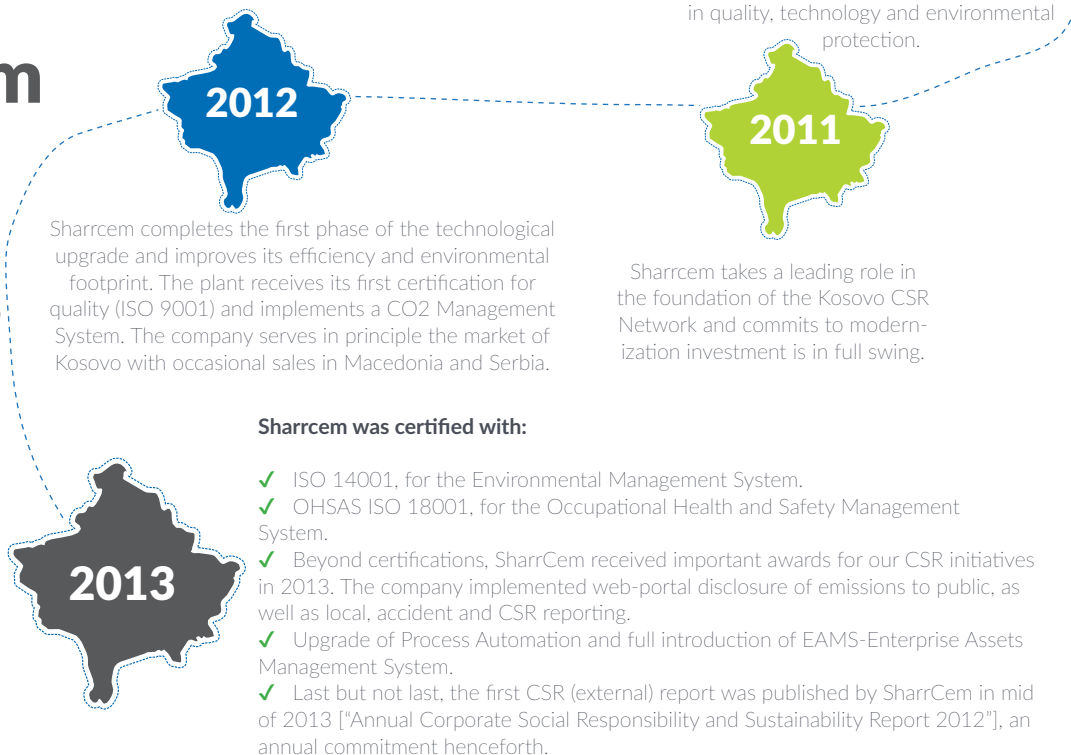 m
in quality, technology and environmental
protection.
2012
2011
Sharrcem completes the first phase of the technological
upgrade and improves its efficiency and environmental
footprint. The plant receives its first certification for
quality (ISO 9001) and implements a CO2 Management
System. The company serves in principle the market of
Kosovo with occasional sales in Macedonia and Serbia.
Sharrcem takes a leading role in
the foundation of the Kosovo CSR
Network and commits to modern-
ization investment is in full swing.
2013
Sharrcem was certified with:
✓ ISO 14001, for the Environmental Management System.
✓ OHSAS ISO 18001, for the Occupational Health and Safety Management
System.
✓ Beyond certifications, SharrCem received important awards for our CSR initiatives
in 2013. The company implemented web-portal disclosure of emissions to public, as
well as local, accident and CSR reporting.
✓ Upgrade of Process Automation and full introduction of EAMS-Enterprise Assets
Management System.
✓ Last but not last, the first CSR (external) report was published by SharrCem in mid
of 2013 [“Annual Corporate Social Responsibility and Sustainability Report 2012”], an
annual commitment henceforth.